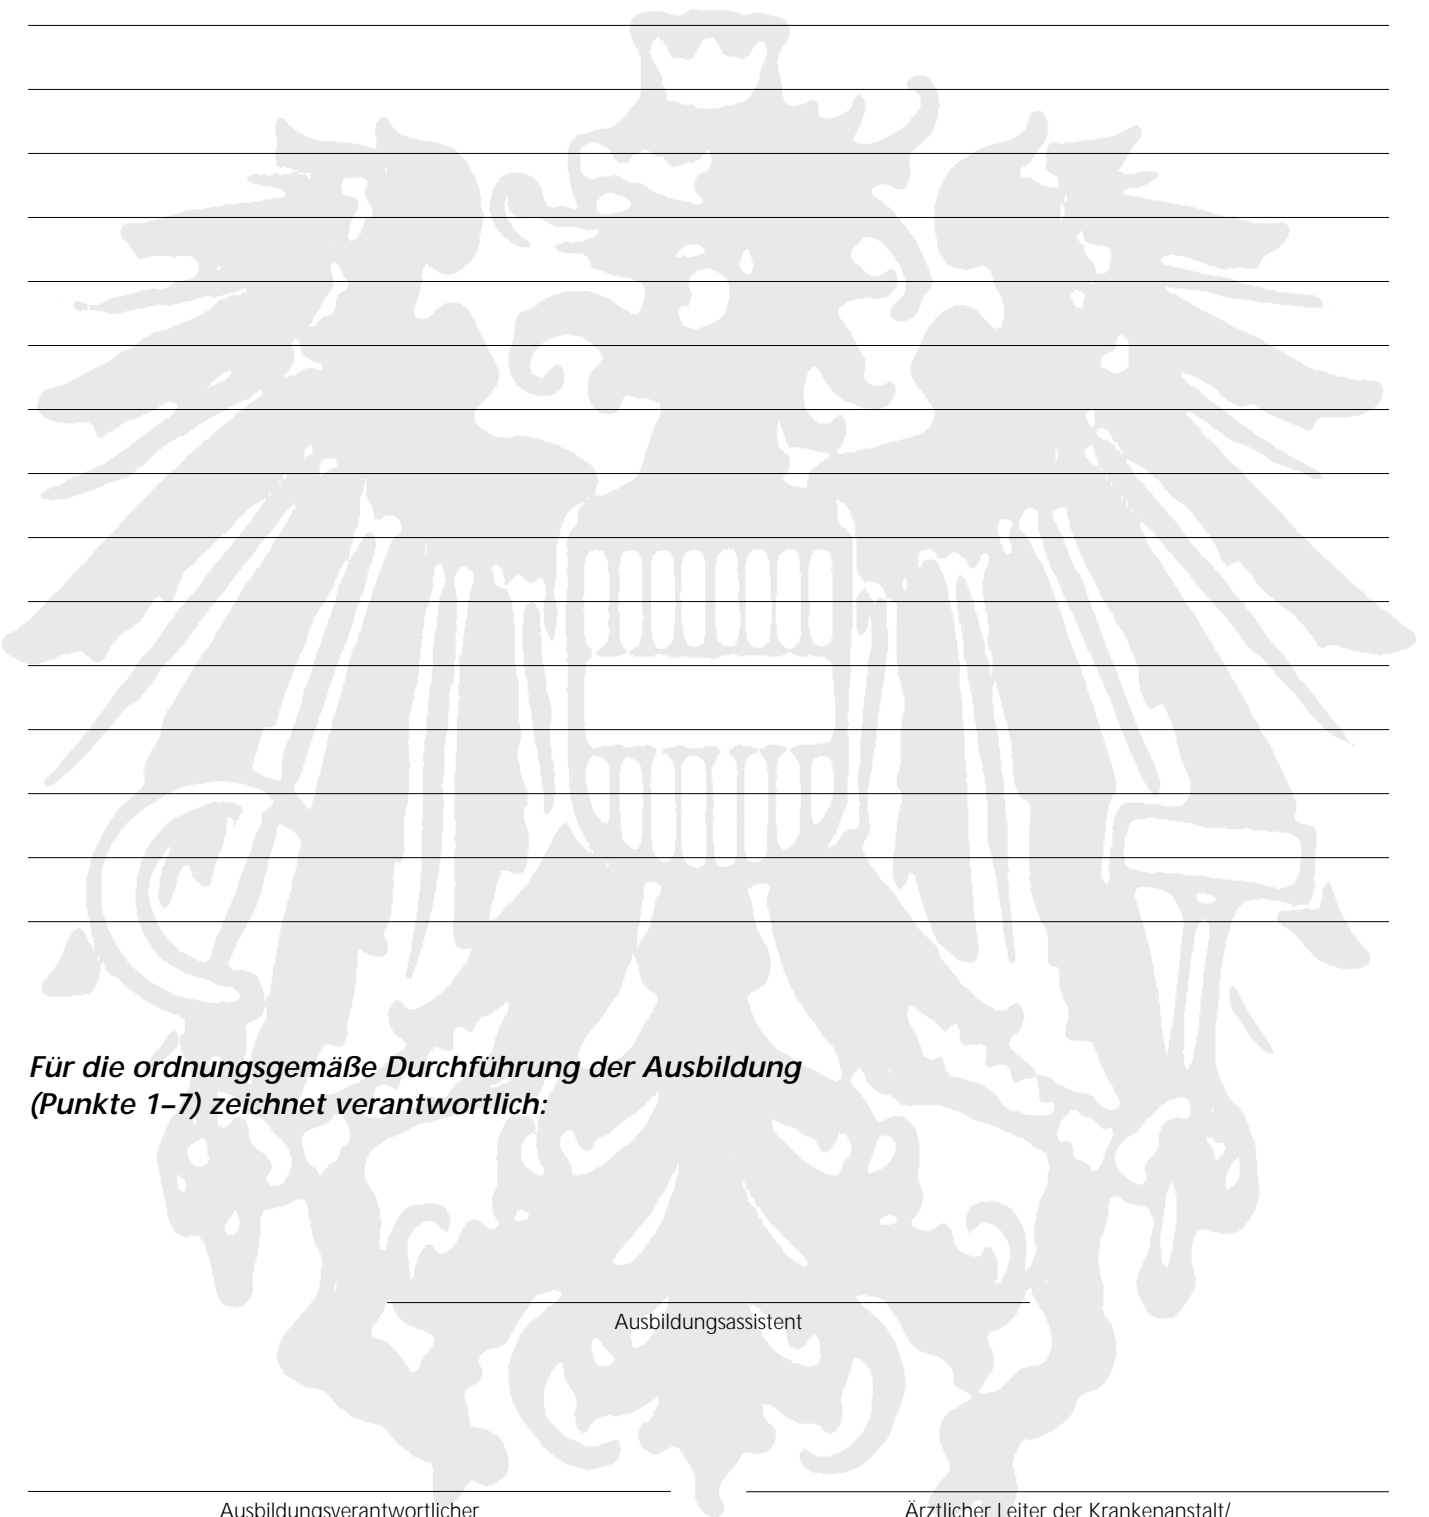 Für die ordnungsgemäße Durchführung der Ausbildung
(Punkte 1–7) zeichnet verantwortlich:
Ausbildungsassistent
Ausbildungsverantwortlicher
Ärztlicher Leiter der Krankenanstalt/